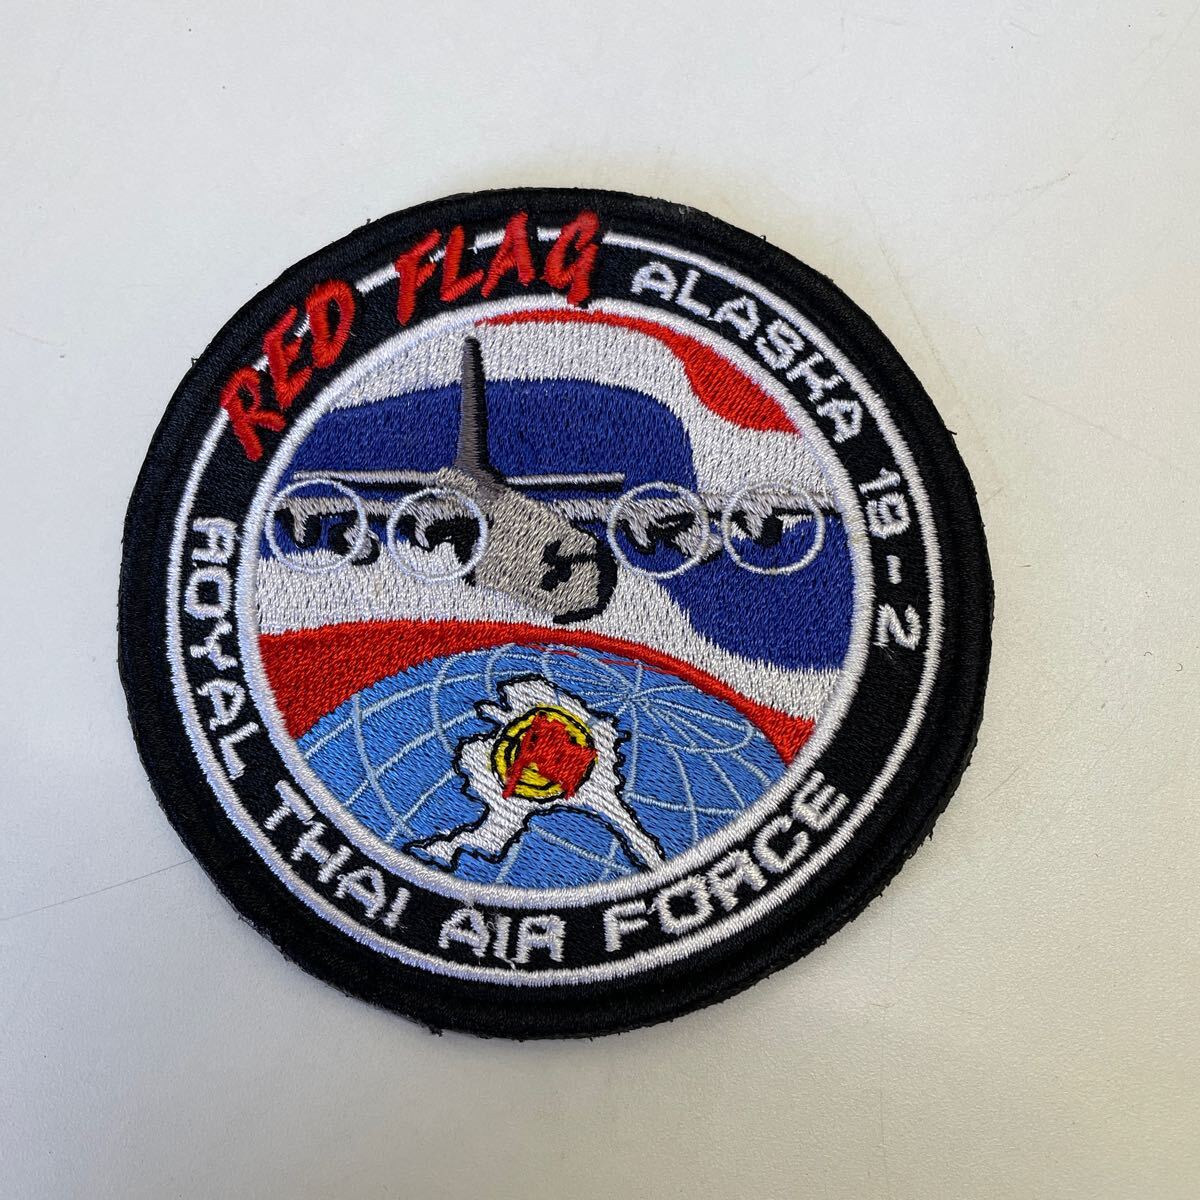 RED FLAG ALASKA 19-2
ROYAL THAI AIR FORCE